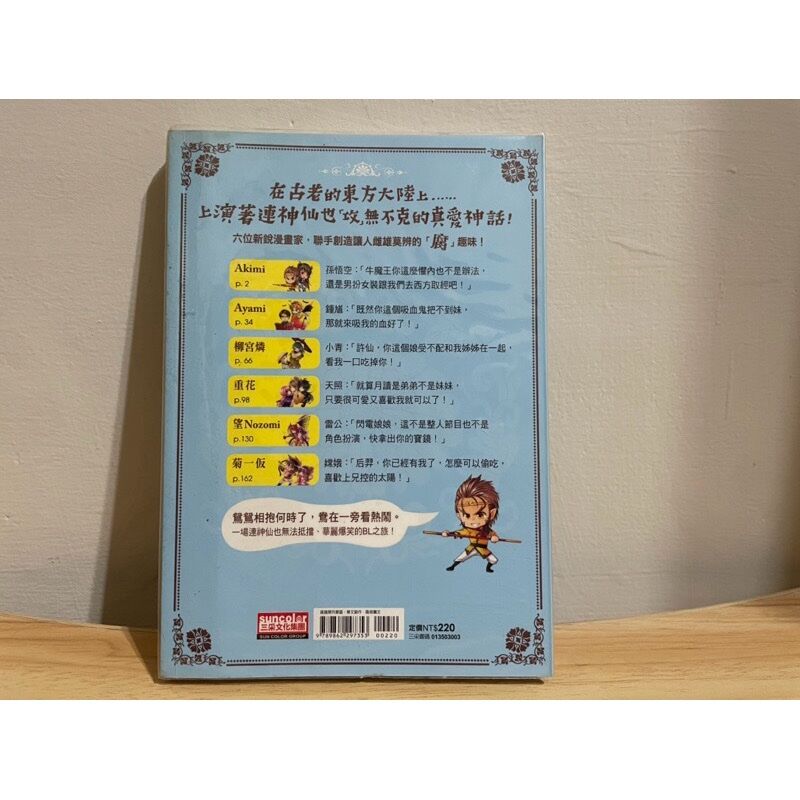 在古老的東方大陸上……
上演著連神仙也「攻」無不克的真愛神話！
六位新銳漫畫家，聯手創造讓人雌雄莫辨的「腐」趣味！
Akimi
p. 2
孫悟空：「牛魔王你這麼懼內也不是辦法，
還是男扮女裝跟我們去西方取經吧！」
Ayami
p. 34
鍾馗：「既然你這個吸血鬼把不到妹，
那就來吸我的血好了！」
柳宮燐
p. 66
小青：「許仙，你這個娘受不配和我姊姊在一起，
看我一口吃掉你！」
重花
p.98
天照：「就算月讀是弟弟不是妹妹，
只要很可愛又喜歡我就可以了！」
望Nozomi
p.130
雷公：「閃電娘娘，這不是整人節目也不是
角色扮演，快拿出你的寶鏡！」
菊一仮
p.162
嫦娥：「后羿，你已經有我了，怎麼可以偷吃，
喜歡上兄控的太陽！」
鴛鴛相抱何時了，鴦在一旁看熱鬧。
一場連神仙也無法抵擋、華麗爆笑的BL之旅！
suncolor
三采文化集團
SUN COLOR GROUP
9 789862 297353
00220
定價NT$220
三采書碼 013503003